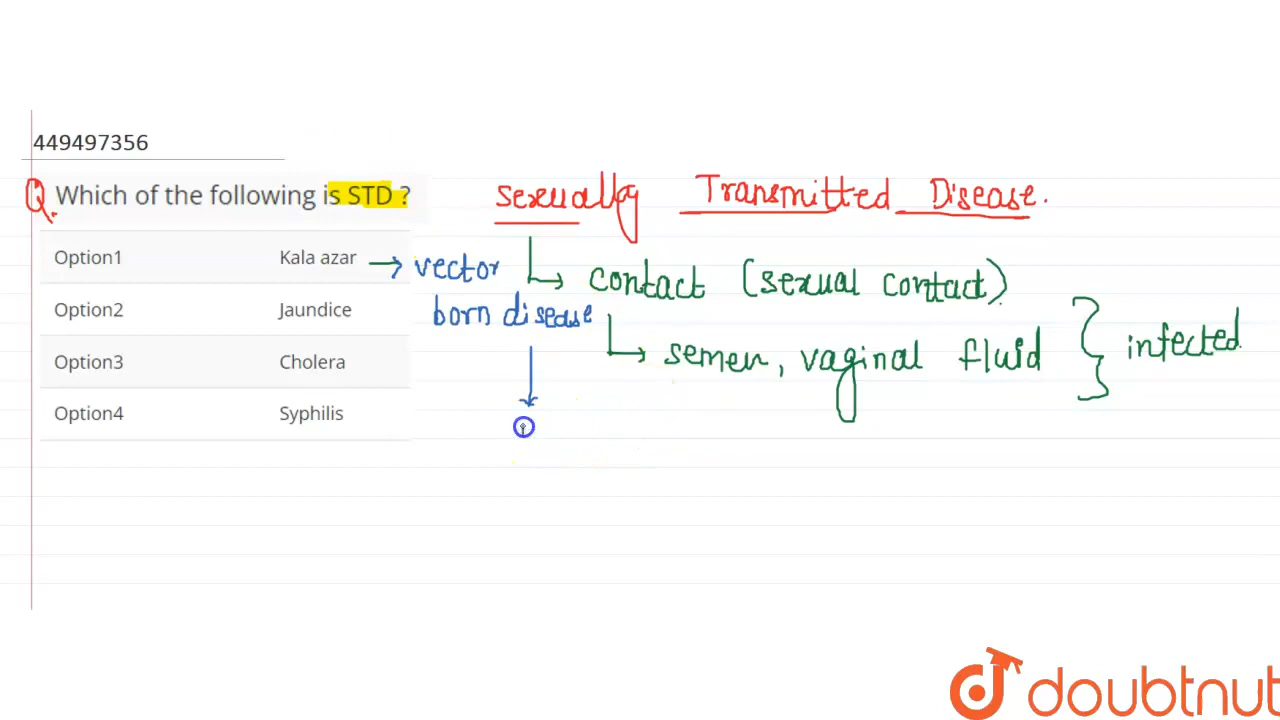 449497356
Q. Which of the following is STD ?
Sexually Transmitted Disease.
Option1 Kala azar → vector
born disease
contact (sexual contact)
Option2 Jaundice
semen, vaginal fluid } infected
Option3 Cholera
Option4 Syphilis
doubtnut